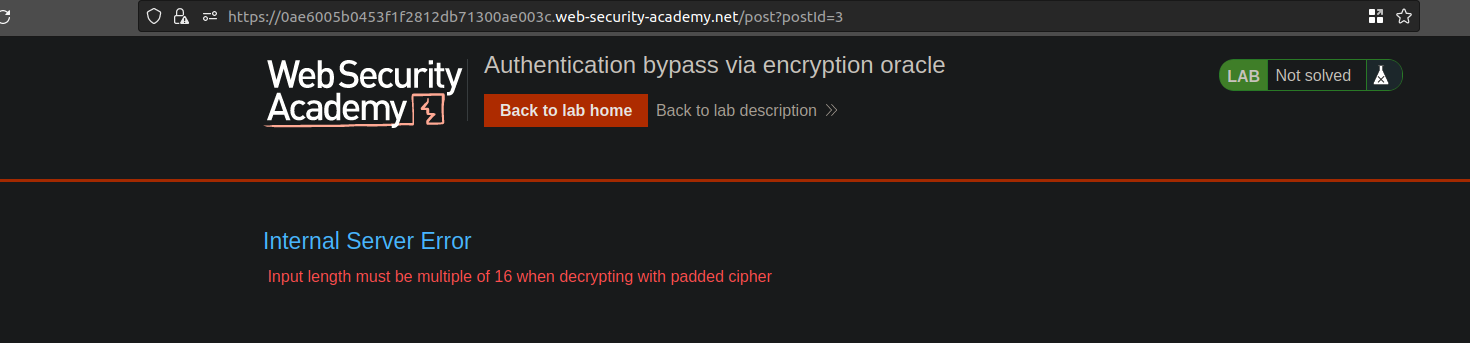 https://0ae6005b0453f1f2812db71300ae003c.web-security-academy.net/post?postId=3
Web Security
Academy
Authentication bypass via encryption oracle
Back to lab home
Back to lab description
LAB
Not solved
Internal Server Error
Input length must be multiple of 16 when decrypting with padded cipher